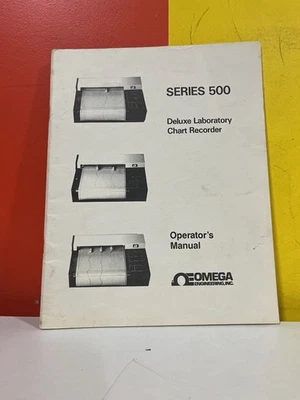 SERIES 500
Deluxe Laboratory
Chart Recorder
Operator's
Manual
OMEGA
ENGINEERING, INC.